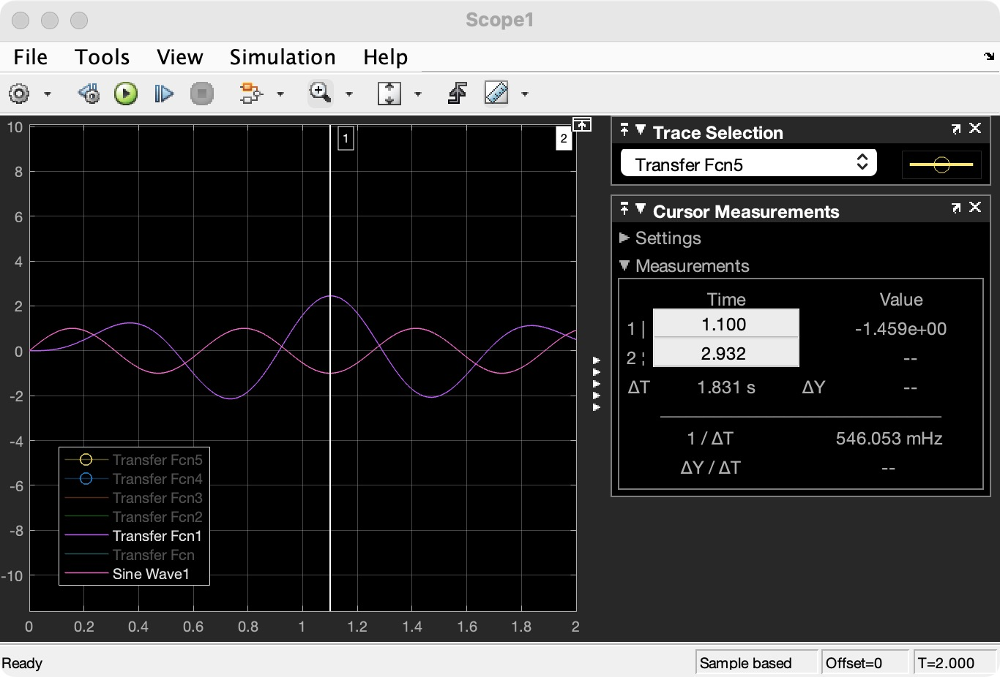 Scope1
File Tools View Simulation Help
10
8
6
4
2
0
-2
-4
-6
-8
-10
1
2
Transfer Fcn5
Transfer Fcn4
Transfer Fcn3
Transfer Fcn2
Transfer Fcn1
Transfer Fcn
Sine Wave1
0 0.2 0.4 0.6 0.8 1 1.2 1.4 1.6 1.8 2
Trace Selection
Transfer Fcn5
Cursor Measurements
Settings
Measurements
Time Value
1 | 1.100 -1.459e+00
2 ¦ 2.932 --
ΔT 1.831 s ΔY --
1 / ΔT 546.053 mHz
ΔY / ΔT --
Ready Sample based Offset=0 T=2.000